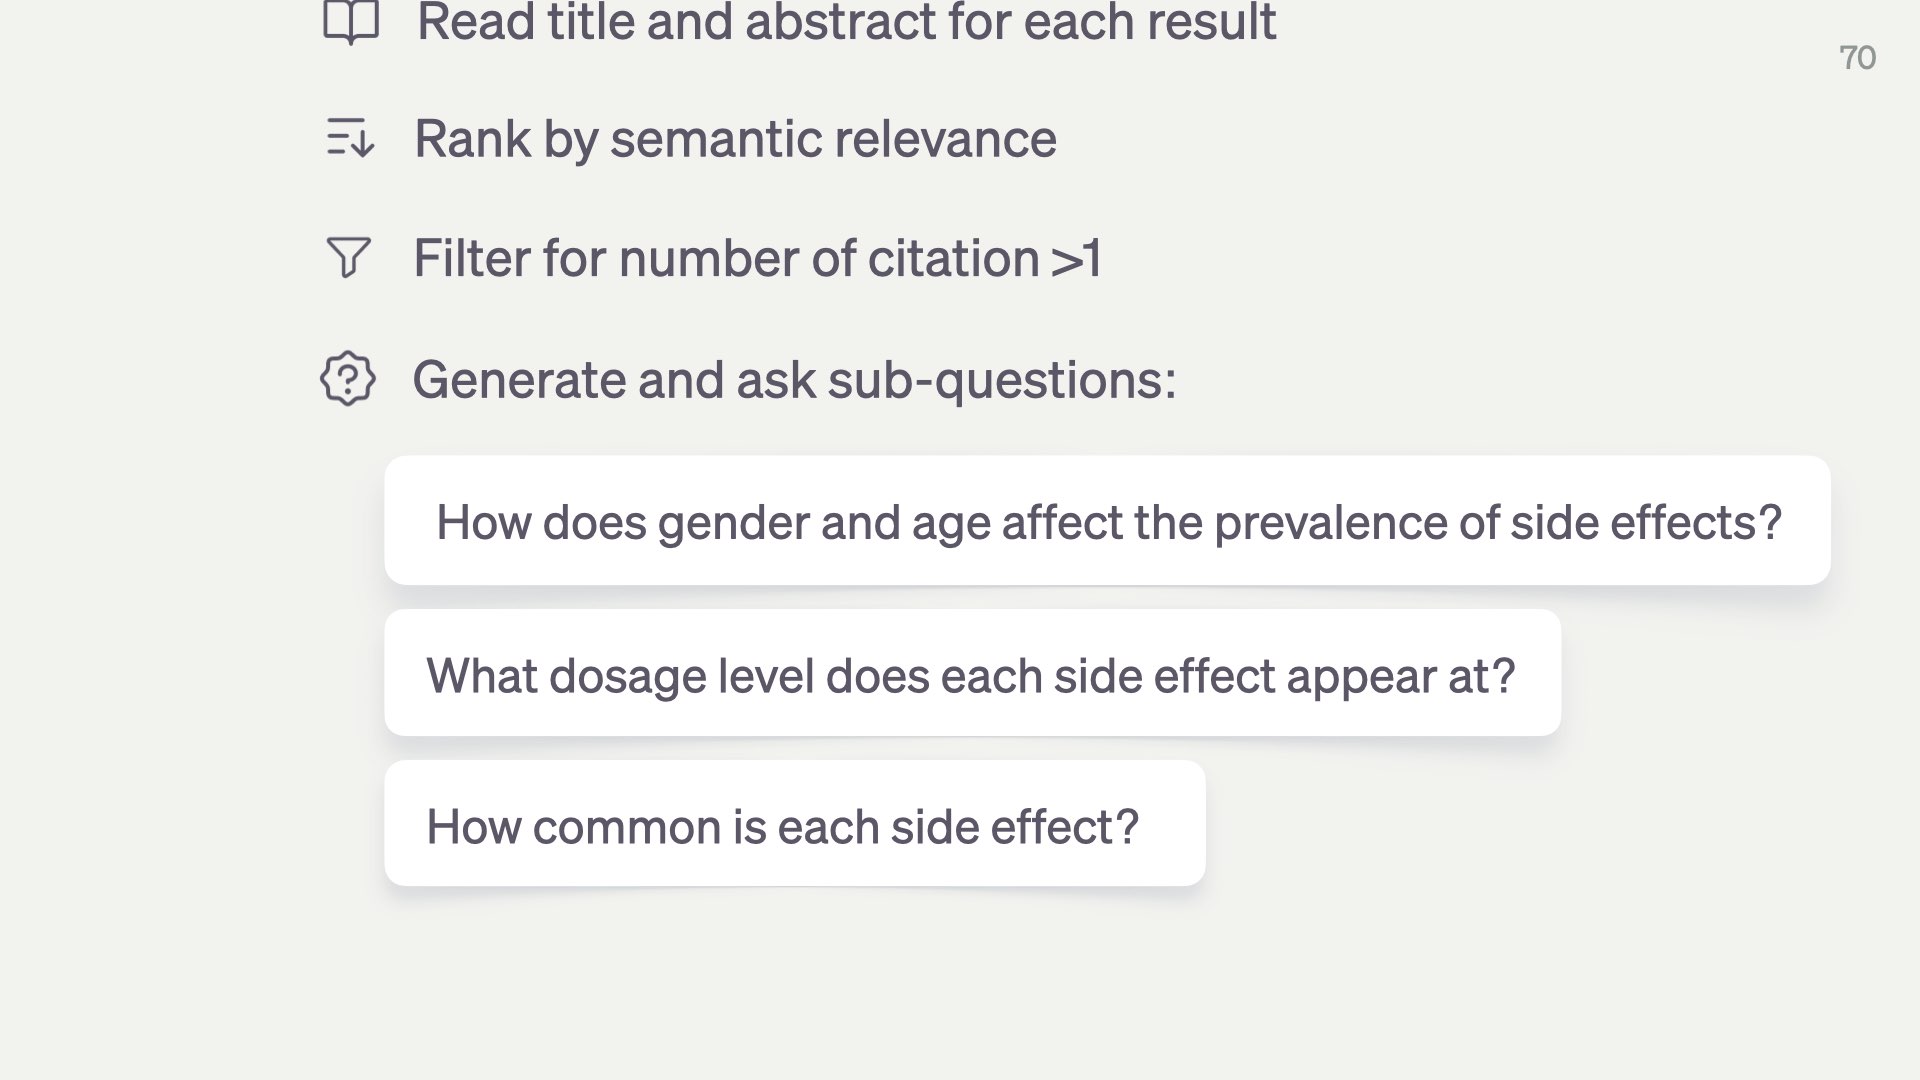 Read title and abstract for each result
70
Rank by semantic relevance
Filter for number of citation >1
Generate and ask sub-questions:
How does gender and age affect the prevalence of side effects?
What dosage level does each side effect appear at?
How common is each side effect?